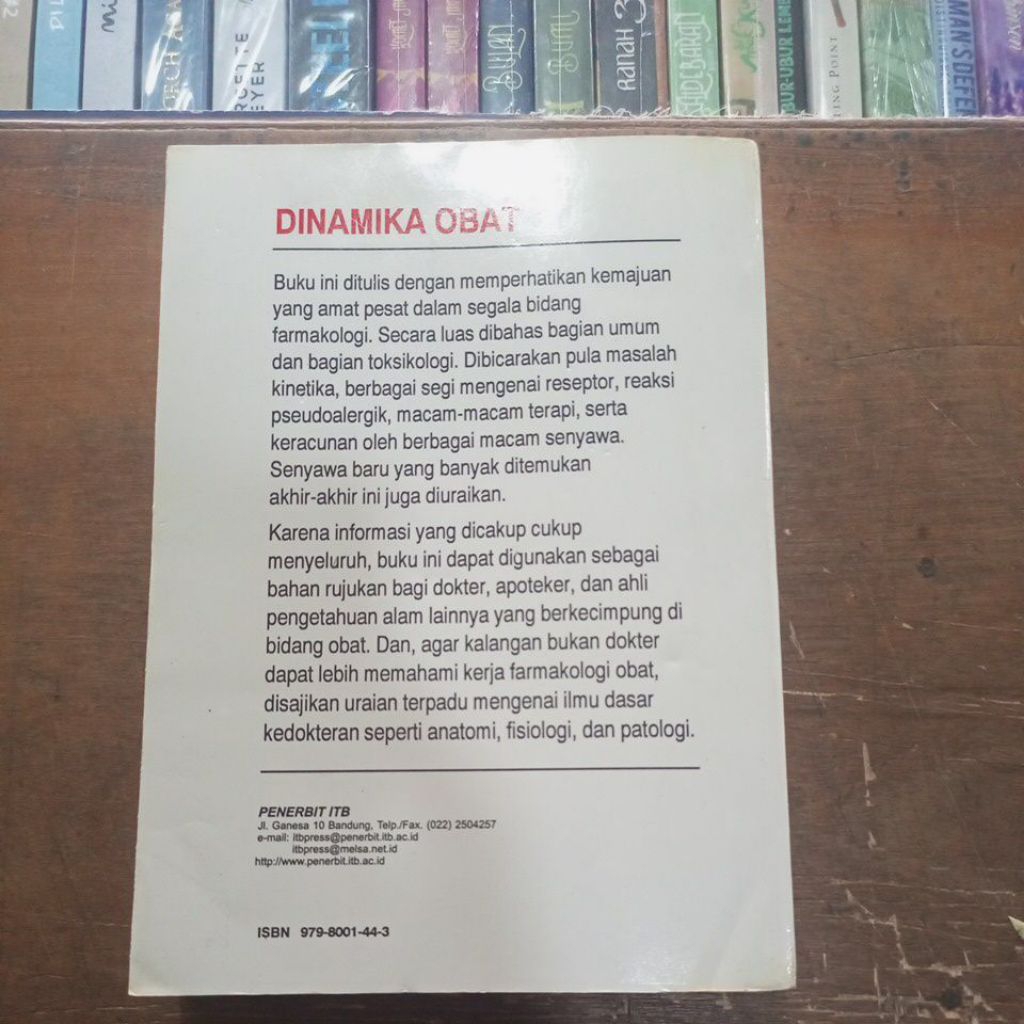 BULAN
BUMI
RANAH 3
ING POINT
DINAMIKA OBAT
Buku ini ditulis dengan memperhatikan kemajuan
yang amat pesat dalam segala bidang
farmakologi. Secara luas dibahas bagian umum
dan bagian toksikologi. Dibicarakan pula masalah
kinetika, berbagai segi mengenai reseptor, reaksi
pseudoalergik, macam-macam terapi, serta
keracunan oleh berbagai macam senyawa.
Senyawa baru yang banyak ditemukan
akhir-akhir ini juga diuraikan.
Karena informasi yang dicakup cukup
menyeluruh, buku ini dapat digunakan sebagai
bahan rujukan bagi dokter, apoteker, dan ahli
pengetahuan alam lainnya yang berkecimpung di
bidang obat. Dan, agar kalangan bukan dokter
dapat lebih memahami kerja farmakologi obat,
disajikan uraian terpadu mengenai ilmu dasar
kedokteran seperti anatomi, fisiologi, dan patologi.
PENERBIT ITB
Jl. Ganesa 10 Bandung, Telp./Fax. (022) 2504257
e-mail: itbpress@penerbit.itb.ac.id
itbpress@melsa.net.id
http://www.penerbit.itb.ac.id
ISBN 979-8001-44-3